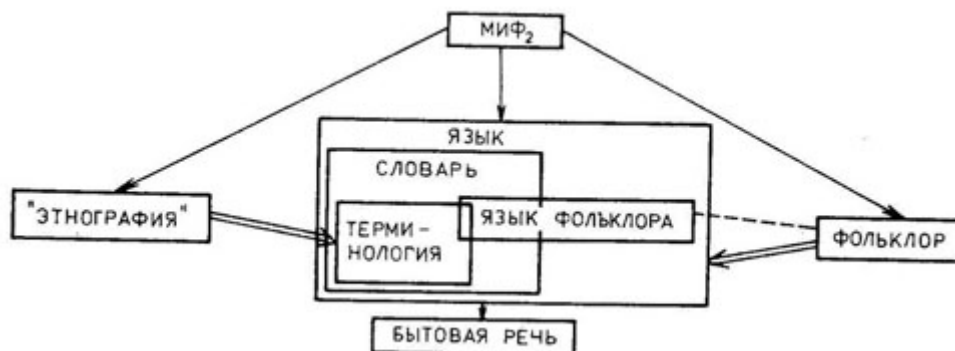 МИФ₂
ЯЗЫК
СЛОВАРЬ
"ЭТНОГРАФИЯ"
ЯЗЫК ФОЛЬКЛОРА
ТЕРМИ-
НОЛОГИЯ
ФОЛЬКЛОР
БЫТОВАЯ РЕЧЬ